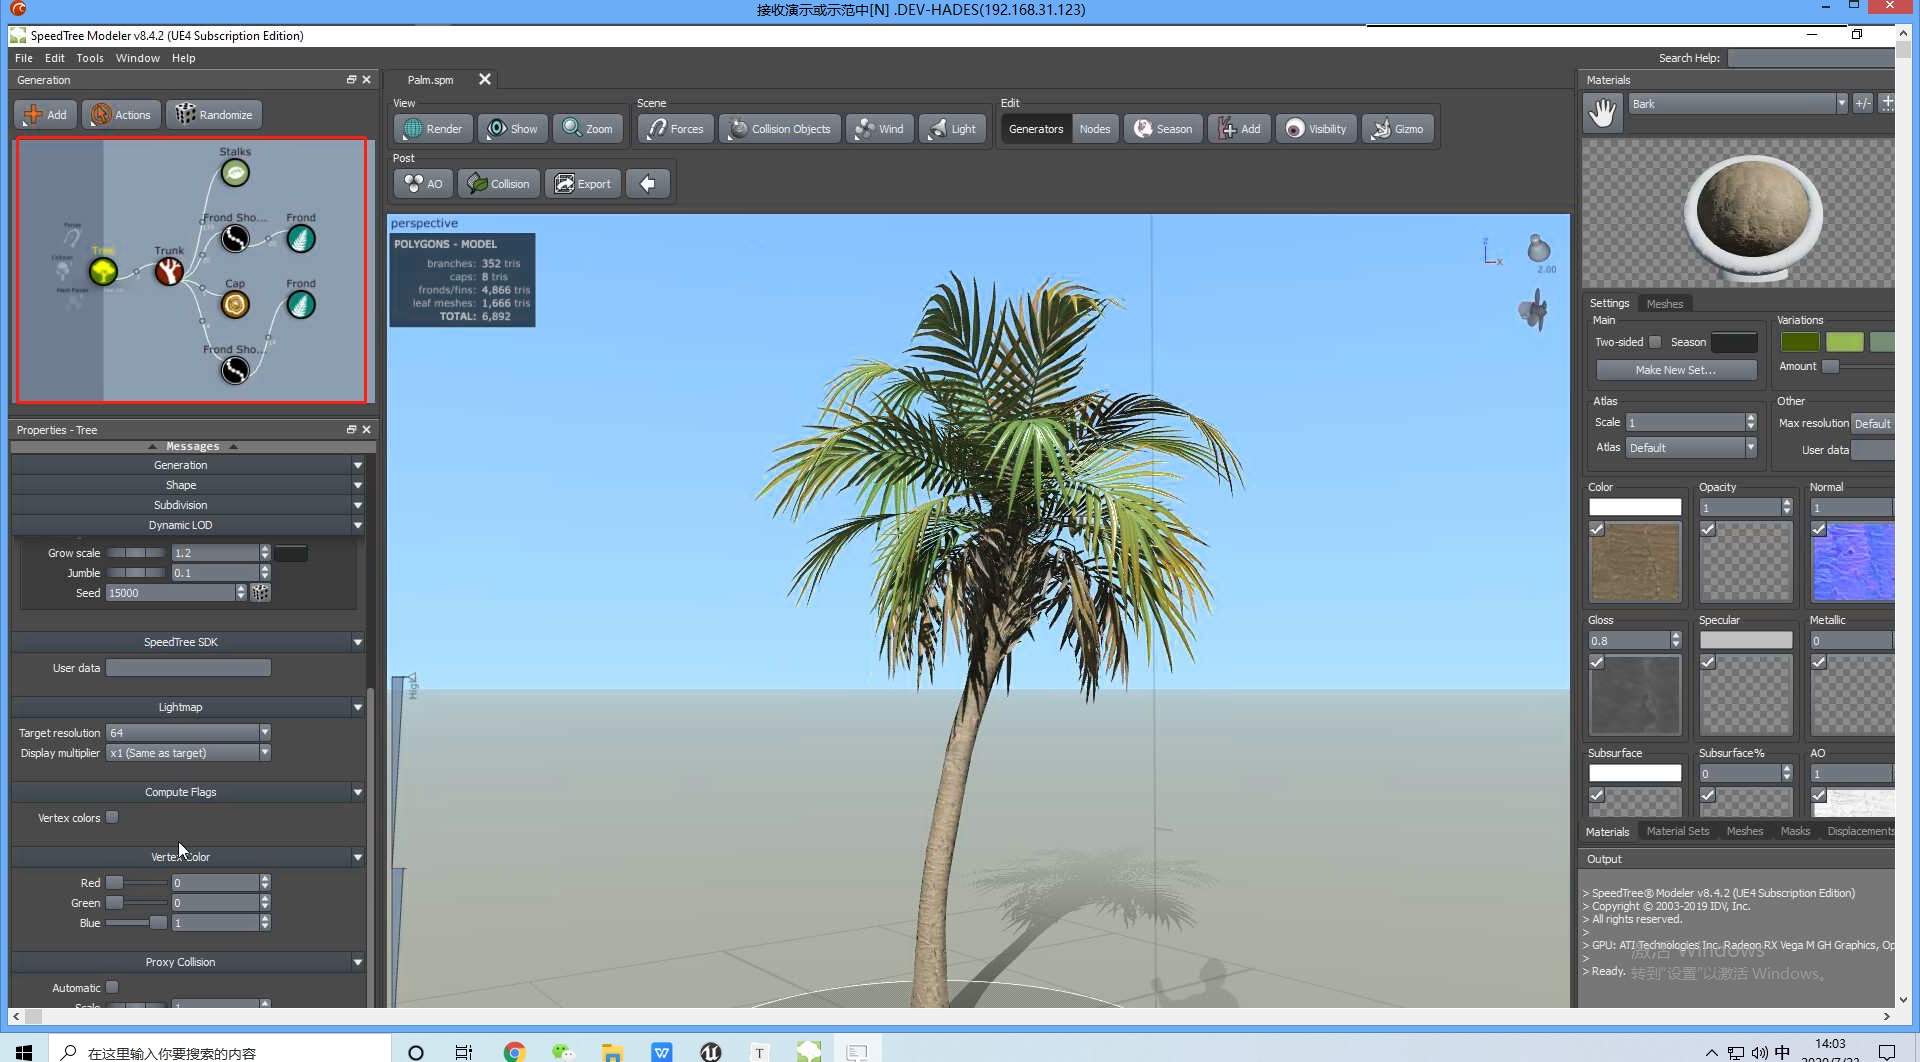 接收演示或示范中[N] .DEV-HADES(192.168.31.123)
SpeedTree Modeler v8.4.2 (UE4 Subscription Edition)
File Edit Tools Window Help
Search Help:
Generation
Add Actions Randomize
Stalks
Frond Sho... Frond
Tree Trunk
Cap Frond
Frond Sho...
Properties - Tree
Messages
Generation
Shape
Subdivision
Dynamic LOD
Grow scale 1.2
Jumble 0.1
Seed 15000
SpeedTree SDK
User data
Lightmap
Target resolution 64
Display multiplier x1 (Same as target)
Compute Flags
Vertex colors
Vertex Color
Red 0
Green 0
Blue 1
Proxy Collision
Automatic
Palm.spm
View
Render Show Zoom
Scene
Forces Collision Objects Wind Light
Edit
Generators Nodes Season Add Visibility Gizmo
Post
AO Collision Export
perspective
POLYGONS - MODEL
branches: 352 tris
caps: 8 tris
fronds/fins: 4,866 tris
leaf meshes: 1,666 tris
TOTAL: 6,892
z
x
2.00
High
Materials
Bark +/-
Settings Meshes
Main
Two-sided Season
Make New Set...
Variations
Amount
Atlas
Scale 1
Atlas Default
Other
Max resolution Default
User data
Color Opacity Normal
1 1
Gloss Specular Metallic
0.8 0
Subsurface Subsurface% AO
0 1
Materials Material Sets Meshes Masks Displacements
Output
> SpeedTree® Modeler v8.4.2 (UE4 Subscription Edition)
> Copyright © 2003-2019 IDV, Inc.
> All rights reserved.
>
> GPU: ATI Technologies Inc. Radeon RX Vega M GH Graphics, Op
>
> Ready.
激活 Windows
转到"设置"以激活 Windows。
在这里输入你要搜索的内容
中
14:03